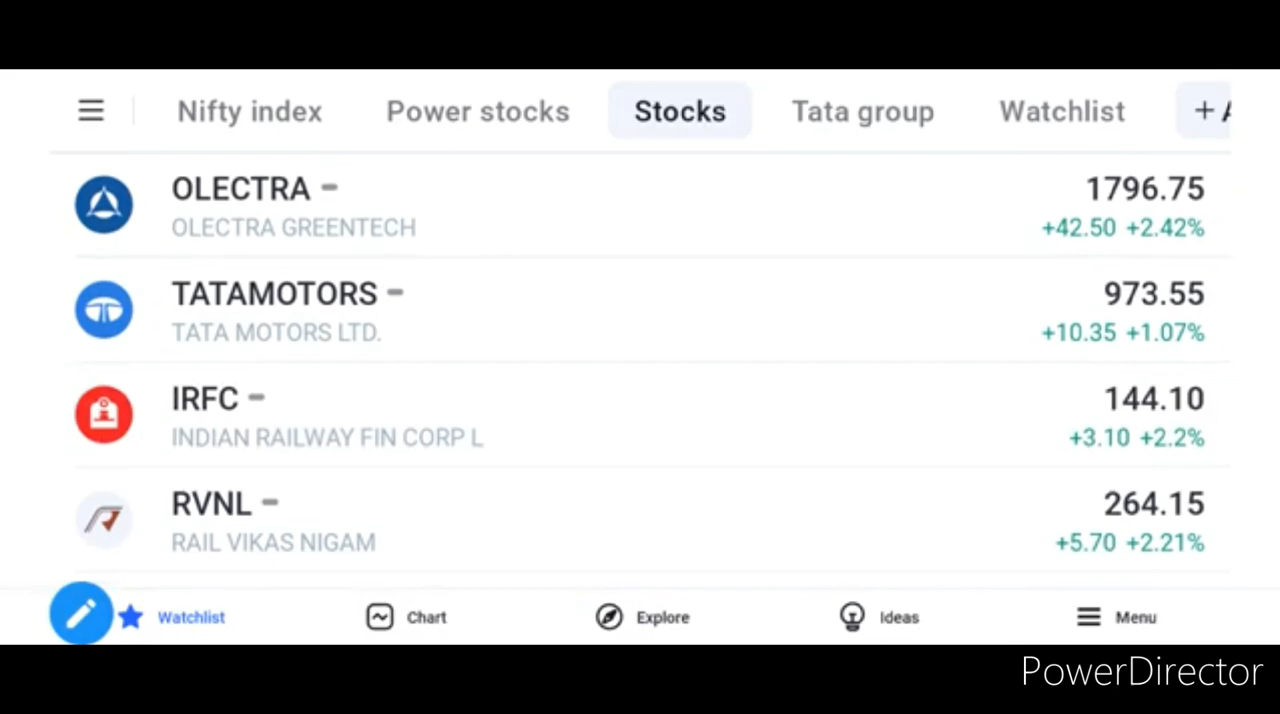 Nifty index Power stocks Stocks Tata group Watchlist +
OLECTRA 1796.75
OLECTRA GREENTECH +42.50 +2.42%
TATAMOTORS 973.55
TATA MOTORS LTD. +10.35 +1.07%
IRFC 144.10
INDIAN RAILWAY FIN CORP L +3.10 +2.2%
RVNL 264.15
RAIL VIKAS NIGAM +5.70 +2.21%
Watchlist Chart Explore Ideas Menu
PowerDirector